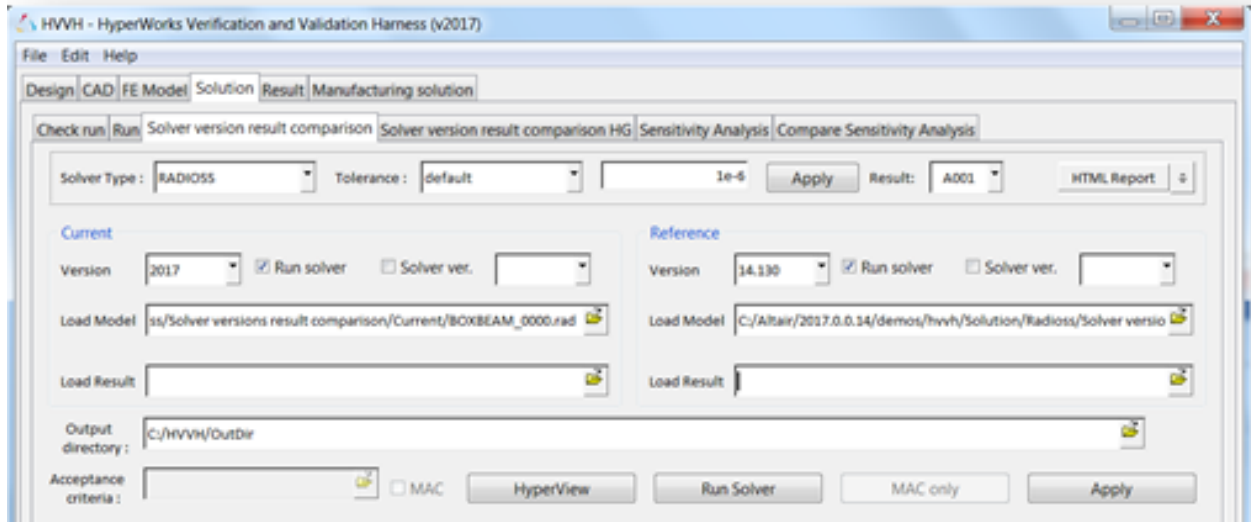 HVVH - HyperWorks Verification and Validation Harness (v2017)
File Edit Help
Design CAD FE Model Solution Result Manufacturing solution
Check run Run Solver version result comparison Solver version result comparison HG Sensitivity Analysis Compare Sensitivity Analysis
Solver Type : RADIOSS Tolerance : default 1e-6 Apply Result: A001 HTML Report
Current Reference
Version 2017 Run solver Solver ver. Version 14.130 Run solver Solver ver.
Load Model ss/Solver versions result comparison/Current/BOXBEAM_0000.rad Load Model C:/Altair/2017.0.0.14/demos/hvvh/Solution/Radioss/Solver versio
Load Result Load Result
Output directory : C:/HVVH/OutDir
Acceptance criteria : MAC HyperView Run Solver MAC only Apply